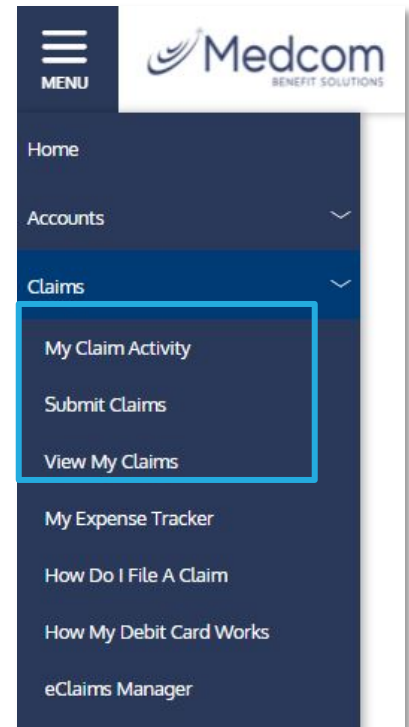 MENU
Medcom
BENEFIT SOLUTIONS
Home
Accounts
Claims
My Claim Activity
Submit Claims
View My Claims
My Expense Tracker
How Do I File A Claim
How My Debit Card Works
eClaims Manager